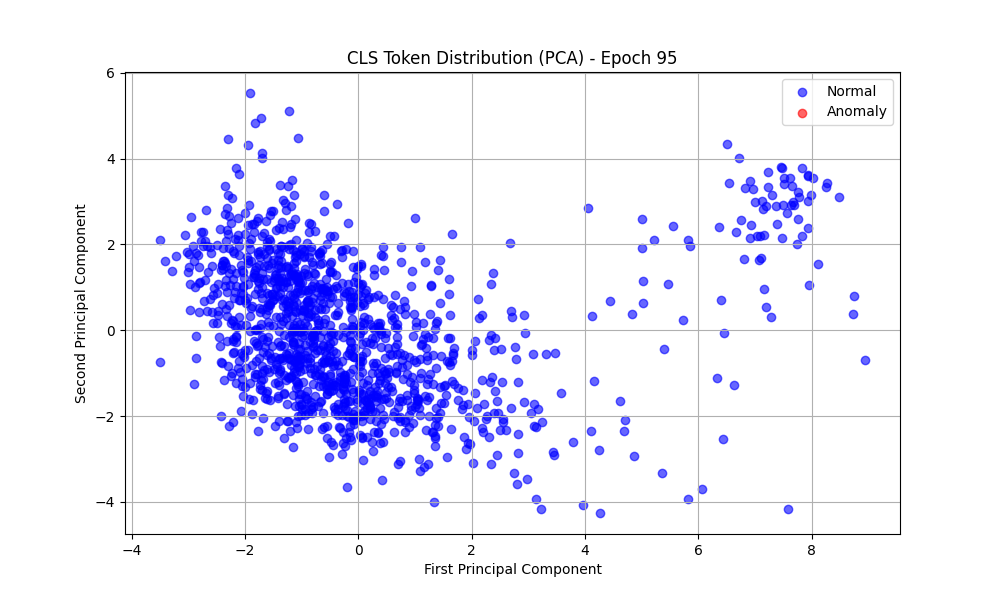 CLS Token Distribution (PCA) - Epoch 95
Normal
Anomaly
6
4
2
0
−2
−4
Second Principal Component
−4
−2
0
2
4
6
8
First Principal Component